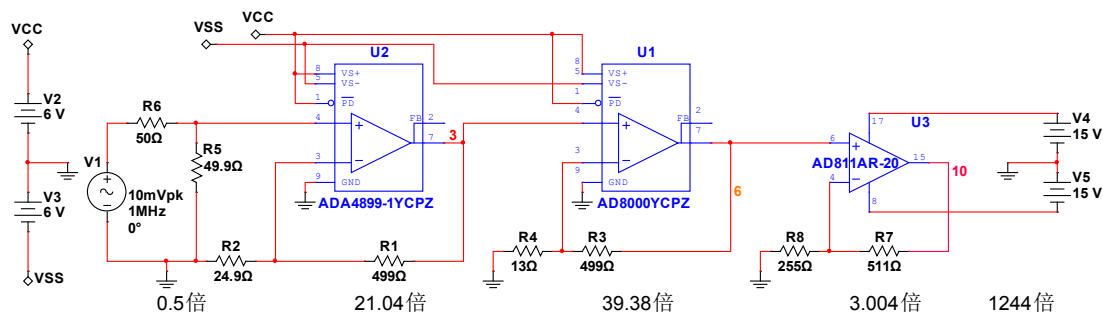 VCC
VSS
VCC
U2
U1
U3
V2
6 V
V3
6 V
VSS
V1
10mVpk
1MHz
0°
R6
50Ω
R5
49.9Ω
8
5
1
4
3
9
VS+
VS-
PD
FB
GND
2
7
3
ADA4899-1YCPZ
R2
24.9Ω
R1
499Ω
8
5
1
4
3
9
VS+
VS-
PD
FB
GND
2
7
6
AD8000YCPZ
R4
13Ω
R3
499Ω
17
6
4
15
8
AD811AR-20
10
R8
255Ω
R7
511Ω
V4
15 V
V5
15 V
0.5倍
21.04倍
39.38倍
3.004倍
1244倍